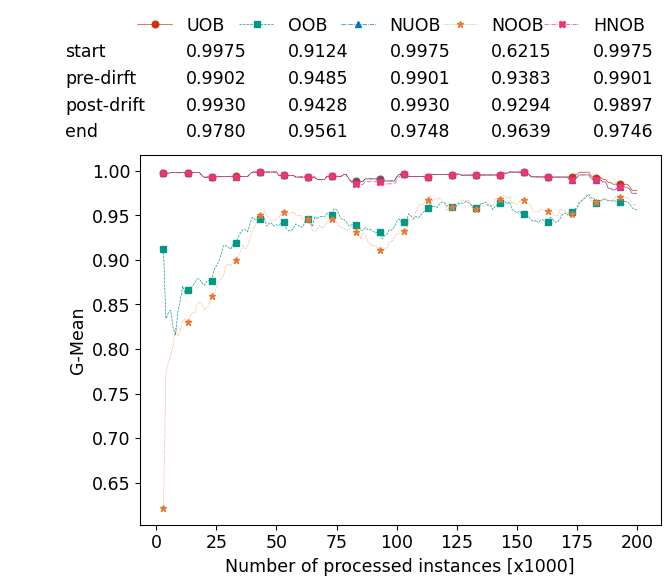 UOB OOB NUOB NOOB HNOB
start 0.9975 0.9124 0.9975 0.6215 0.9975
pre-dirft 0.9902 0.9485 0.9901 0.9383 0.9901
post-drift 0.9930 0.9428 0.9930 0.9294 0.9897
end 0.9780 0.9561 0.9748 0.9639 0.9746
1.00
0.95
0.90
0.85
0.80
0.75
0.70
0.65
G-Mean
0 25 50 75 100 125 150 175 200
Number of processed instances [x1000]